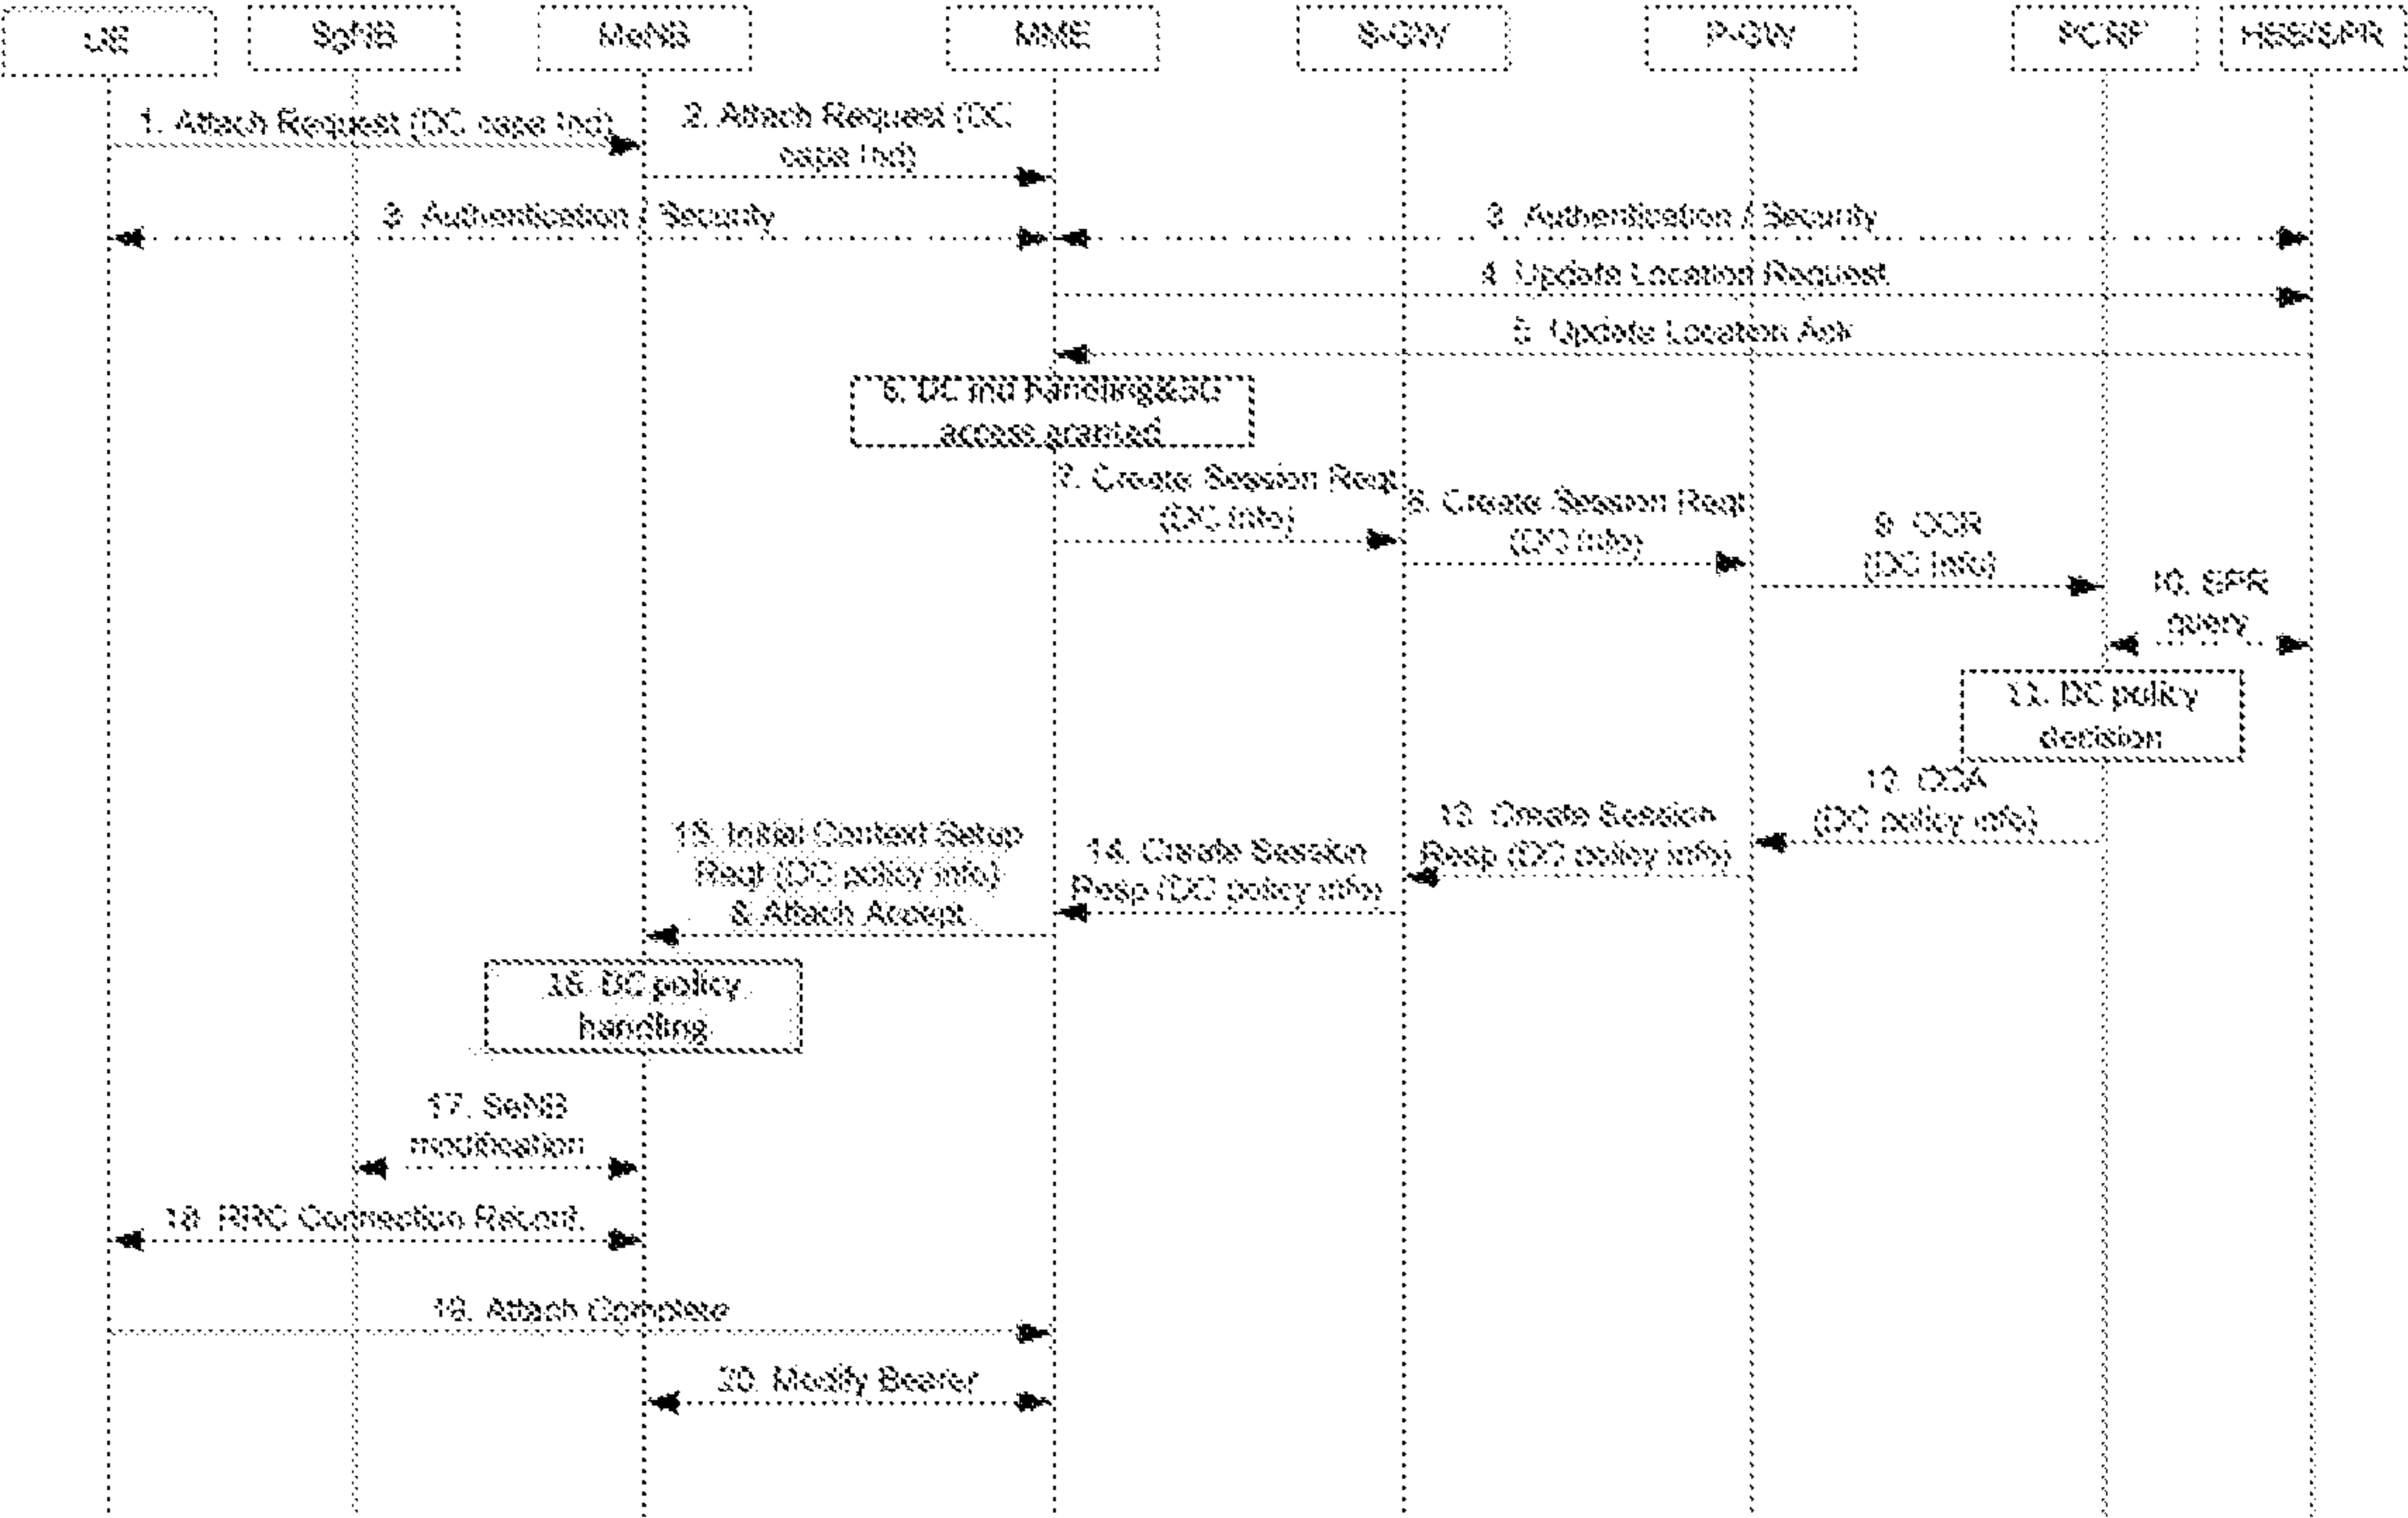 UE
SgNB
MeNB
MME
S-GW
P-GW
PCRF
HSS/SPR
1. Attach Request (DC capa Ind)
2. Attach Request (DC
capa Ind)
3. Authentication / Security
3. Authentication / Security
4. Update Location Request
5. Update Location Ack
6. DC Ind handling&5G
access granted
7. Create Session Reqt
(DC Info)
8. Create Session Reqt
(DC Info)
9. CCR
(DC Info)
10. SPR
query
11. DC policy
decision
12. CCA
(DC policy info)
13. Create Session
Resp (DC policy info)
14. Create Session
Resp (DC policy info)
15. Initial Context Setup
Reqt (DC policy info)
& Attach Accept
16. DC policy
handling
17. SeNB
modification
18. RRC Connection Reconf.
19. Attach Complete
20. Modify Bearer